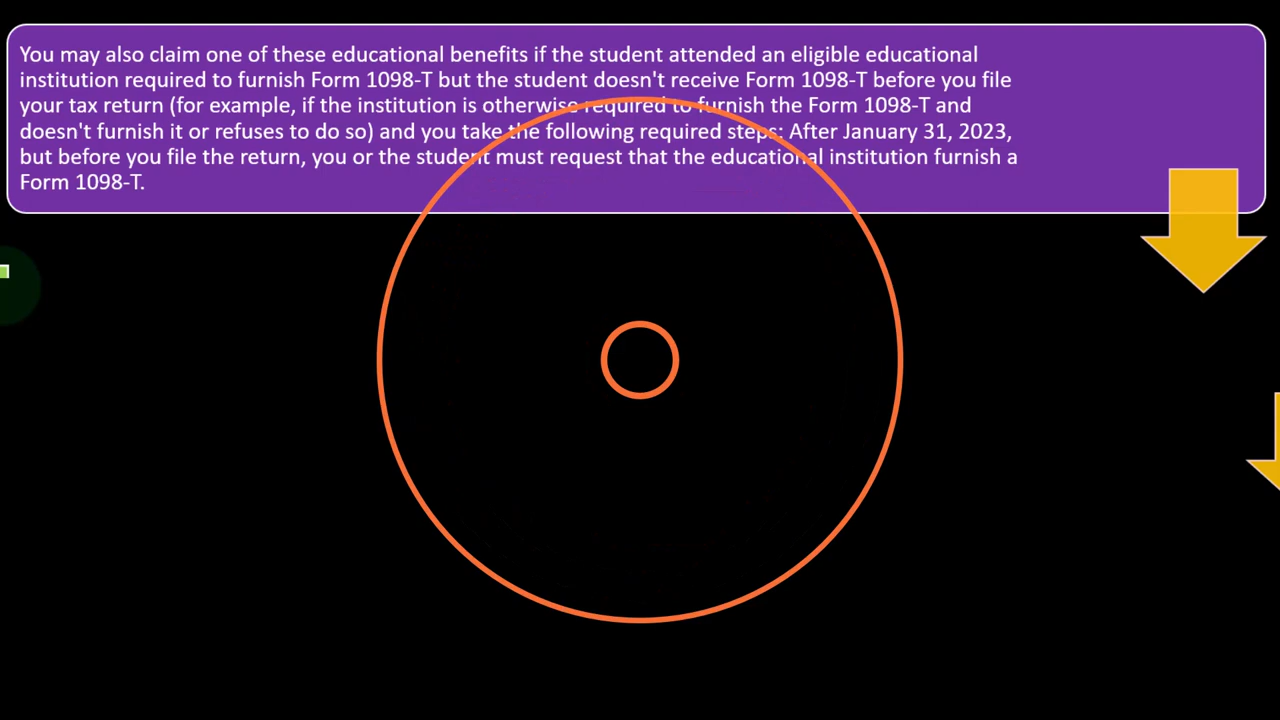 You may also claim one of these educational benefits if the student attended an eligible educational
institution required to furnish Form 1098-T but the student doesn't receive Form 1098-T before you file
your tax return (for example, if the institution is otherwise required to furnish the Form 1098-T and
doesn't furnish it or refuses to do so) and you take the following required steps: After January 31, 2023,
but before you file the return, you or the student must request that the educational institution furnish a
Form 1098-T.